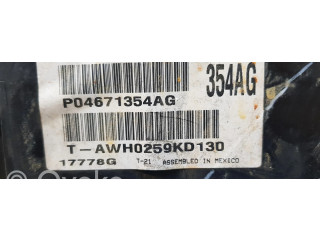 354AG
P04671354AG
T-AWH0259KD130
17778G T-21 ASSEMBLED IN MEXICO